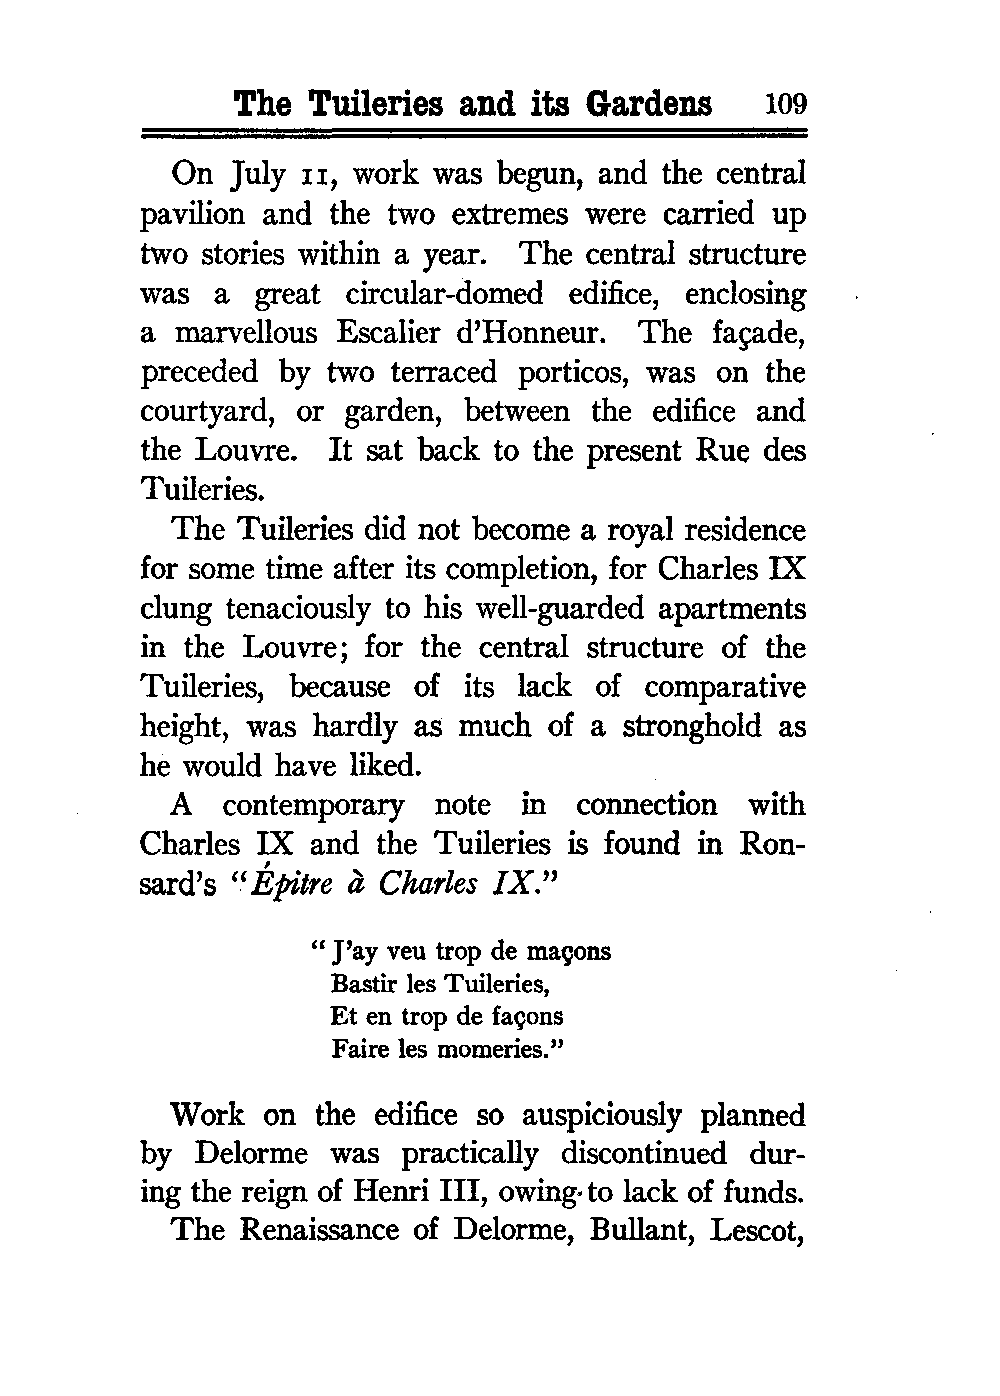 The Tuileries and its Gardens 109
On July 11, work was begun, and the central
pavilion and the two extremes were carried up
two stories within a year. The central structure
was a great circular-domed edifice, enclosing
a marvellous Escalier d'Honneur. The façade,
preceded by two terraced porticos, was on the
courtyard, or garden, between the edifice and
the Louvre. It sat back to the present Rue des
Tuileries.
The Tuileries did not become a royal residence
for some time after its completion, for Charles IX
clung tenaciously to his well-guarded apartments
in the Louvre; for the central structure of the
Tuileries, because of its lack of comparative
height, was hardly as much of a stronghold as
he would have liked.
A contemporary note in connection with
Charles IX and the Tuileries is found in Ron-
sard's "Épitre à Charles IX."
"J'ay veu trop de maçons
Bastir les Tuileries,
Et en trop de façons
Faire les momeries."
Work on the edifice so auspiciously planned
by Delorme was practically discontinued dur-
ing the reign of Henri III, owing to lack of funds.
The Renaissance of Delorme, Bullant, Lescot,